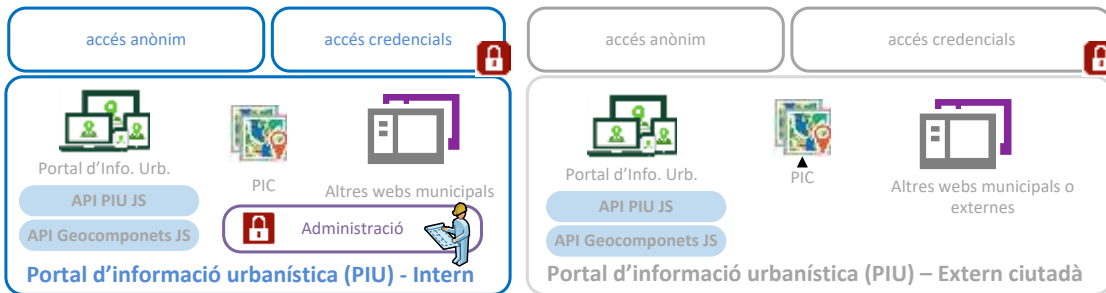 accés anònim
accés credencials
Portal d'Info. Urb.
PIC
Altres webs municipals
API PIU JS
API Geocomponets JS
Administració
Portal d'informació urbanística (PIU) - Intern
accés anònim
accés credencials
Portal d'Info. Urb.
PIC
Altres webs municipals o
externes
API PIU JS
API Geocomponets JS
Portal d'informació urbanística (PIU) – Extern ciutadà